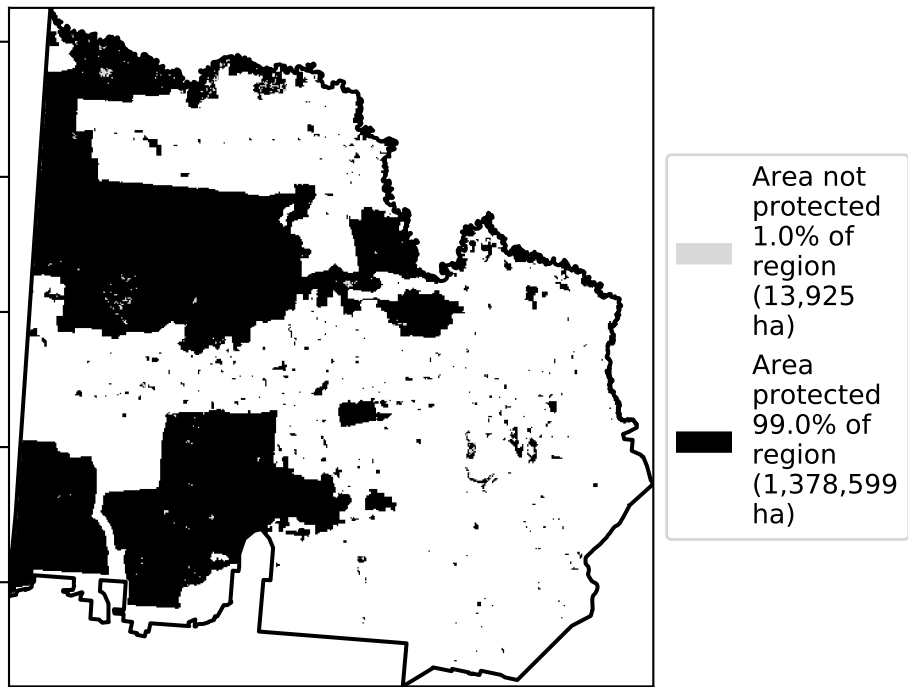 Area not
protected
1.0% of
region
(13,925
ha)
Area
protected
99.0% of
region
(1,378,599
ha)